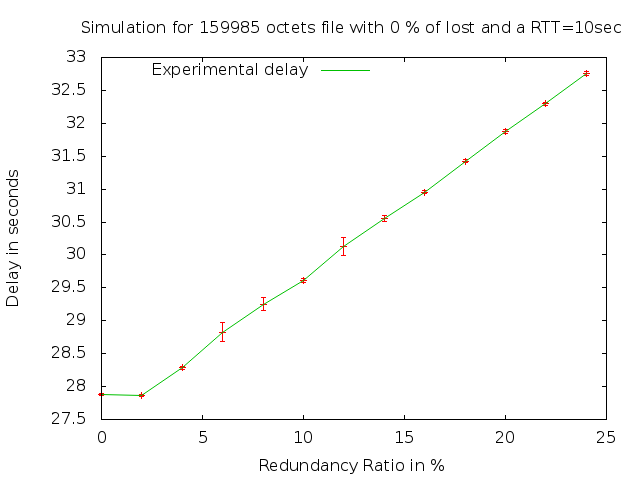 Simulation for 159985 octets file with 0 % of lost and a RTT=10sec
33
32.5
32
31.5
31
30.5
30
29.5
29
28.5
28
27.5
Experimental delay
Delay in seconds
0 5 10 15 20 25
Redundancy Ratio in %